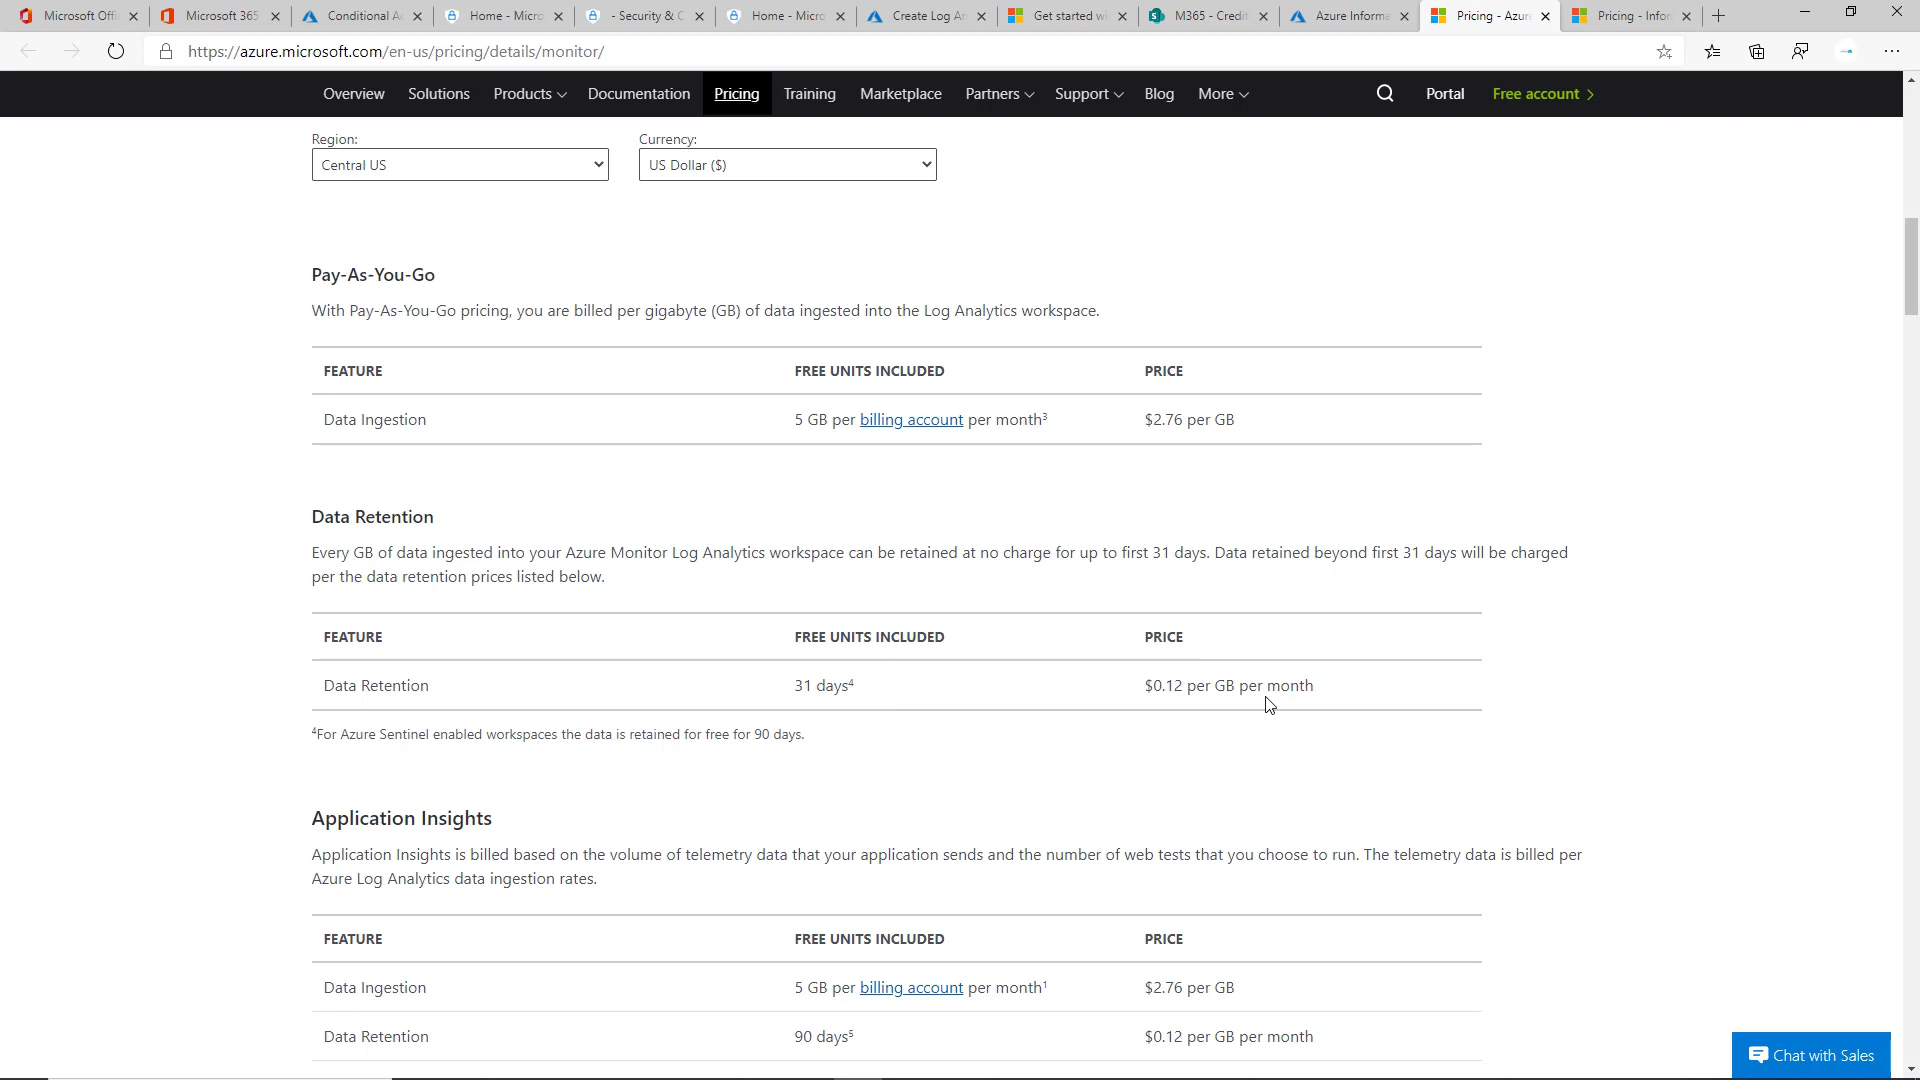 Microsoft Offi
Microsoft 365
Conditional A
Home - Micro
- Security & C
Home - Micro
Create Log An
Get started wi
M365 - Credit
Azure Informa
Pricing - Azur
Pricing - Infor
https://azure.microsoft.com/en-us/pricing/details/monitor/
Overview Solutions Products Documentation Pricing Training Marketplace Partners Support Blog More Portal Free account
Region: Currency:
Central US US Dollar ($)
Pay-As-You-Go
With Pay-As-You-Go pricing, you are billed per gigabyte (GB) of data ingested into the Log Analytics workspace.
FEATURE FREE UNITS INCLUDED PRICE
Data Ingestion 5 GB per billing account per month³ $2.76 per GB
Data Retention
Every GB of data ingested into your Azure Monitor Log Analytics workspace can be retained at no charge for up to first 31 days. Data retained beyond first 31 days will be charged
per the data retention prices listed below.
FEATURE FREE UNITS INCLUDED PRICE
Data Retention 31 days⁴ $0.12 per GB per month
⁴For Azure Sentinel enabled workspaces the data is retained for free for 90 days.
Application Insights
Application Insights is billed based on the volume of telemetry data that your application sends and the number of web tests that you choose to run. The telemetry data is billed per
Azure Log Analytics data ingestion rates.
FEATURE FREE UNITS INCLUDED PRICE
Data Ingestion 5 GB per billing account per month¹ $2.76 per GB
Data Retention 90 days⁵ $0.12 per GB per month
Chat with Sales